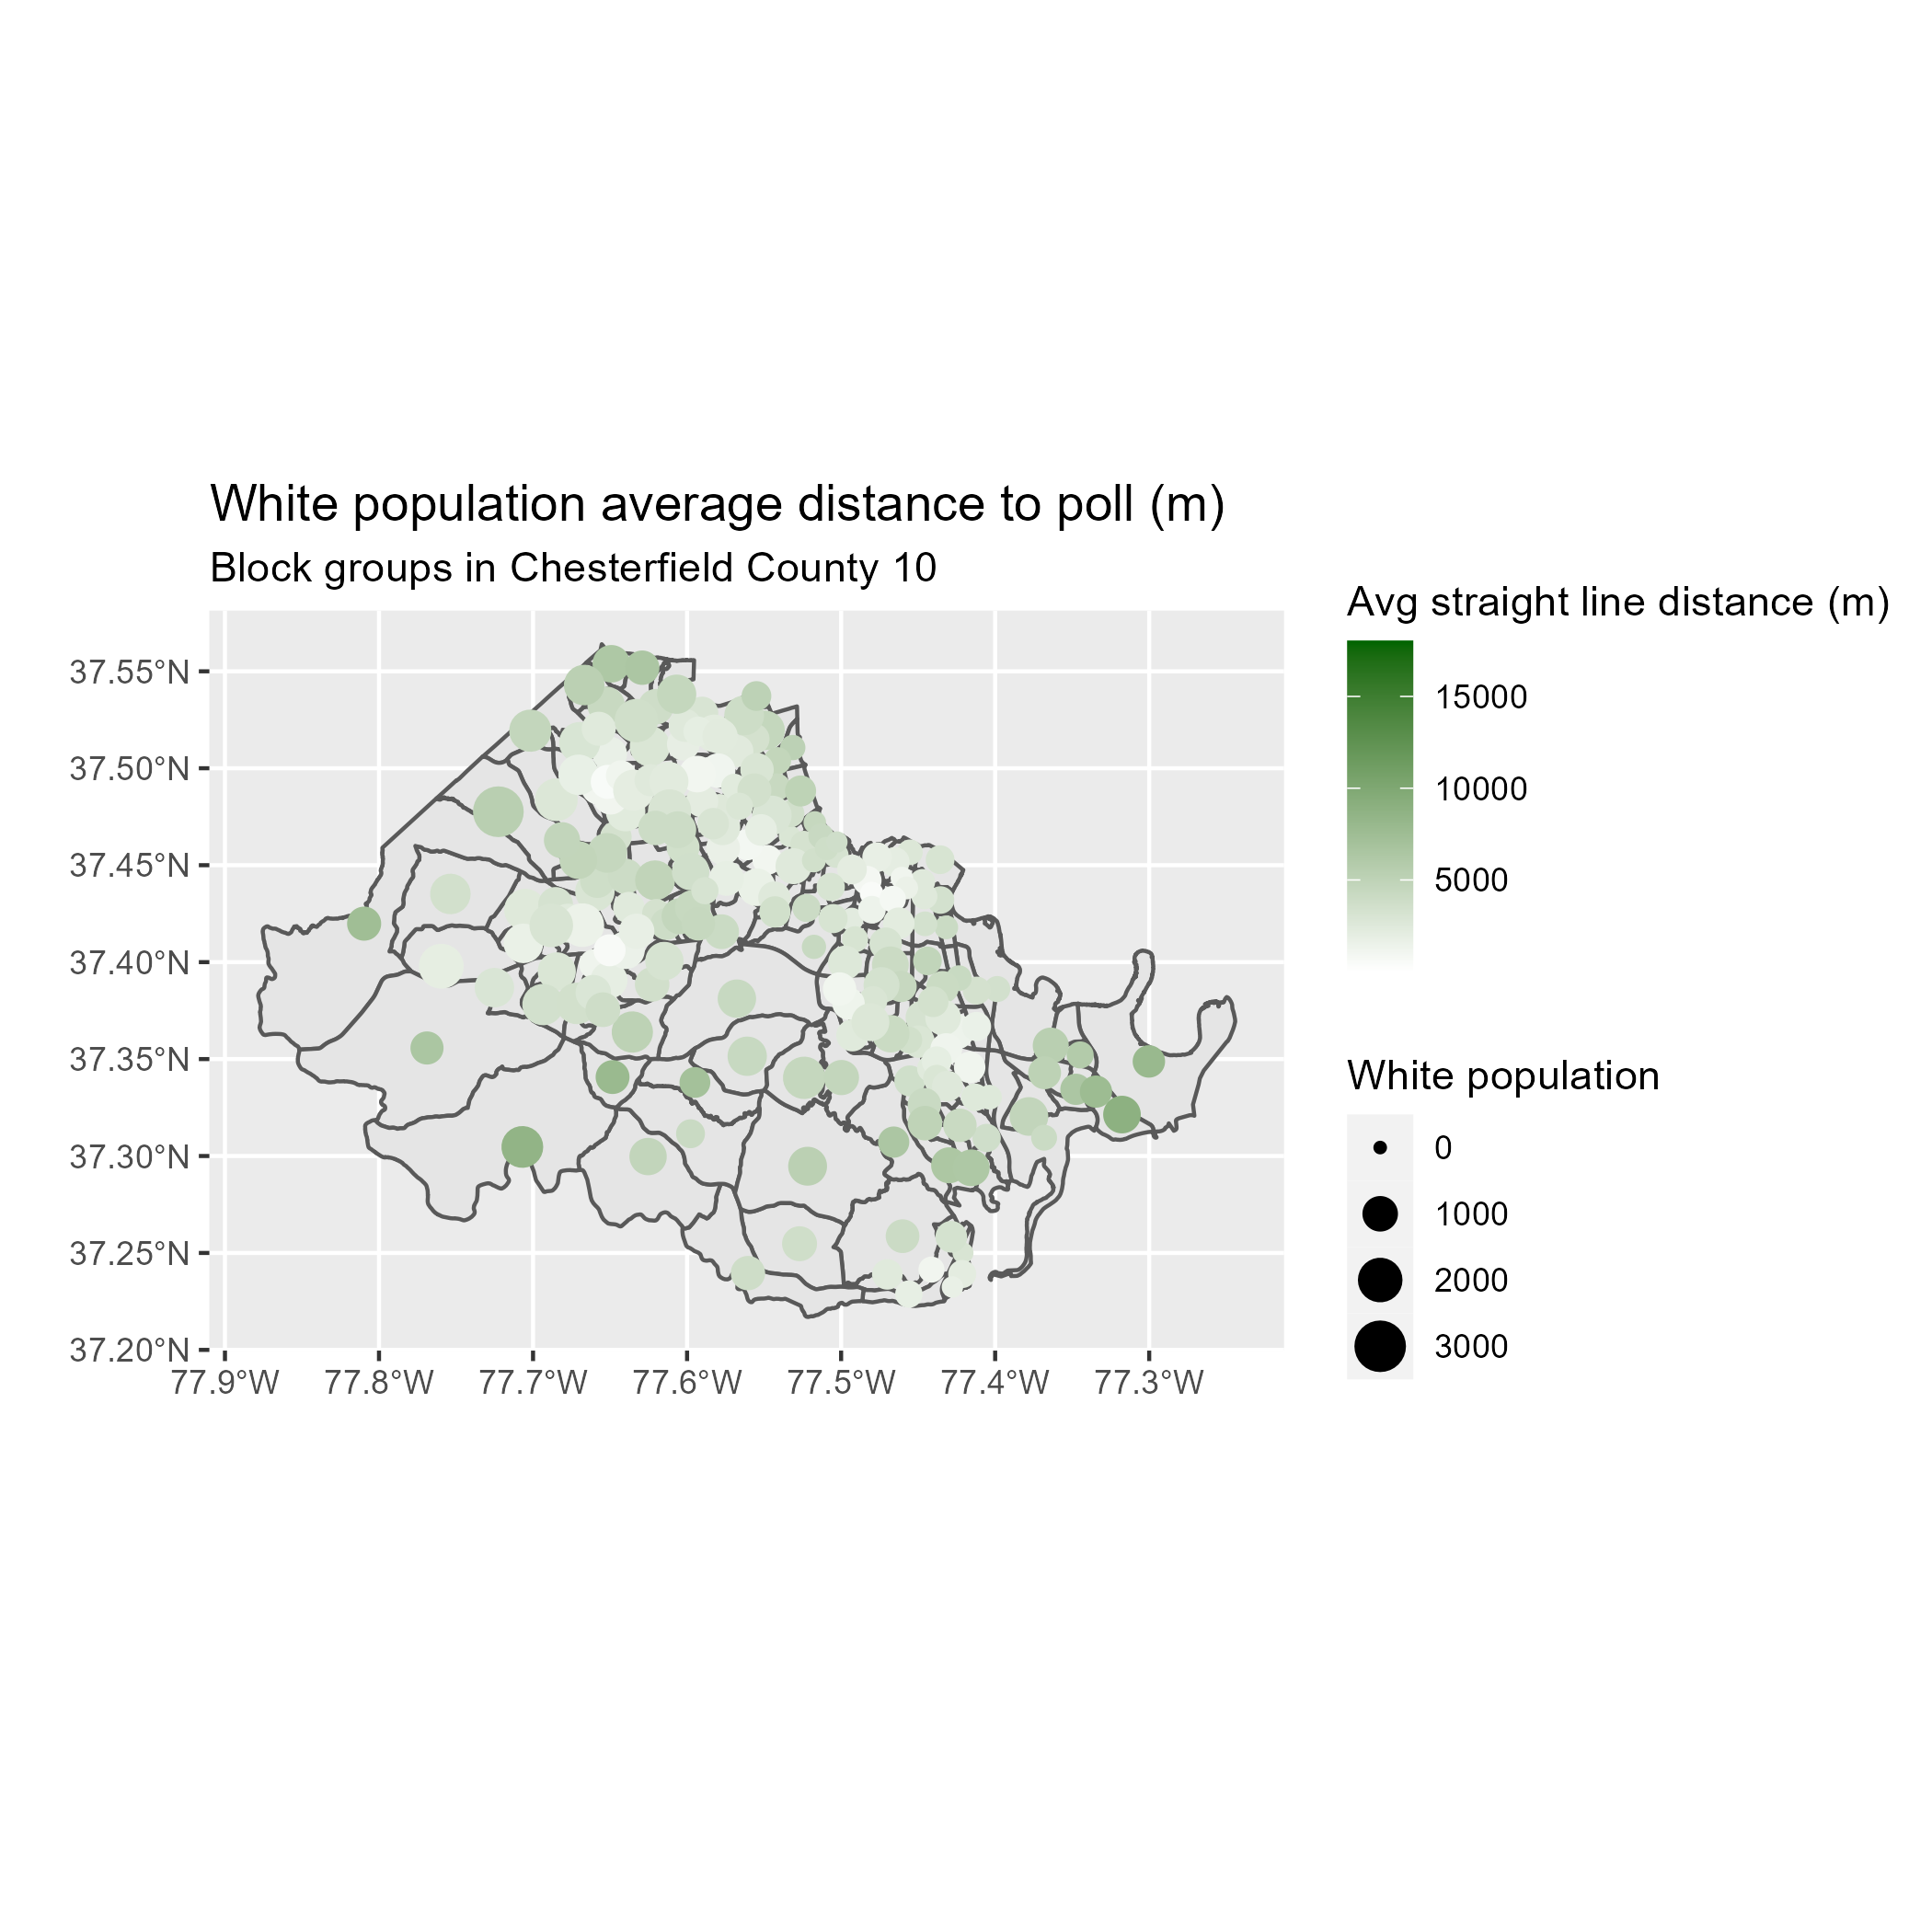 White population average distance to poll (m)
Block groups in Chesterfield County 10
37.55°N
37.50°N
37.45°N
37.40°N
37.35°N
37.30°N
37.25°N
37.20°N
77.9°W 77.8°W 77.7°W 77.6°W 77.5°W 77.4°W 77.3°W
Avg straight line distance (m)
15000
10000
5000
White population
0
1000
2000
3000